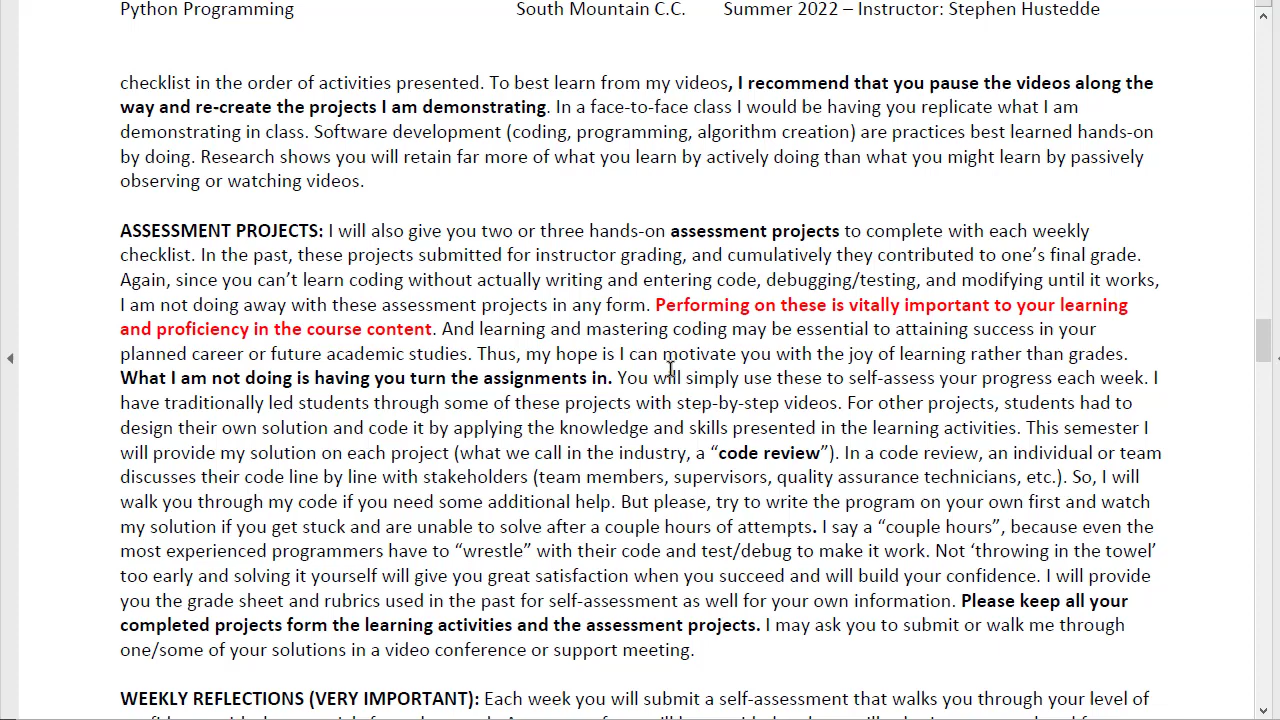 Python Programming South Mountain C.C. Summer 2022 – Instructor: Stephen Hustedde
checklist in the order of activities presented. To best learn from my videos, I recommend that you pause the videos along the
way and re-create the projects I am demonstrating. In a face-to-face class I would be having you replicate what I am
demonstrating in class. Software development (coding, programming, algorithm creation) are practices best learned hands-on
by doing. Research shows you will retain far more of what you learn by actively doing than what you might learn by passively
observing or watching videos.
ASSESSMENT PROJECTS: I will also give you two or three hands-on assessment projects to complete with each weekly
checklist. In the past, these projects submitted for instructor grading, and cumulatively they contributed to one’s final grade.
Again, since you can’t learn coding without actually writing and entering code, debugging/testing, and modifying until it works,
I am not doing away with these assessment projects in any form. Performing on these is vitally important to your learning
and proficiency in the course content. And learning and mastering coding may be essential to attaining success in your
planned career or future academic studies. Thus, my hope is I can motivate you with the joy of learning rather than grades.
What I am not doing is having you turn the assignments in. You will simply use these to self-assess your progress each week. I
have traditionally led students through some of these projects with step-by-step videos. For other projects, students had to
design their own solution and code it by applying the knowledge and skills presented in the learning activities. This semester I
will provide my solution on each project (what we call in the industry, a “code review”). In a code review, an individual or team
discusses their code line by line with stakeholders (team members, supervisors, quality assurance technicians, etc.). So, I will
walk you through my code if you need some additional help. But please, try to write the program on your own first and watch
my solution if you get stuck and are unable to solve after a couple hours of attempts. I say a “couple hours”, because even the
most experienced programmers have to “wrestle” with their code and test/debug to make it work. Not ‘throwing in the towel’
too early and solving it yourself will give you great satisfaction when you succeed and will build your confidence. I will provide
you the grade sheet and rubrics used in the past for self-assessment as well for your own information. Please keep all your
completed projects form the learning activities and the assessment projects. I may ask you to submit or walk me through
one/some of your solutions in a video conference or support meeting.
WEEKLY REFLECTIONS (VERY IMPORTANT): Each week you will submit a self-assessment that walks you through your level of